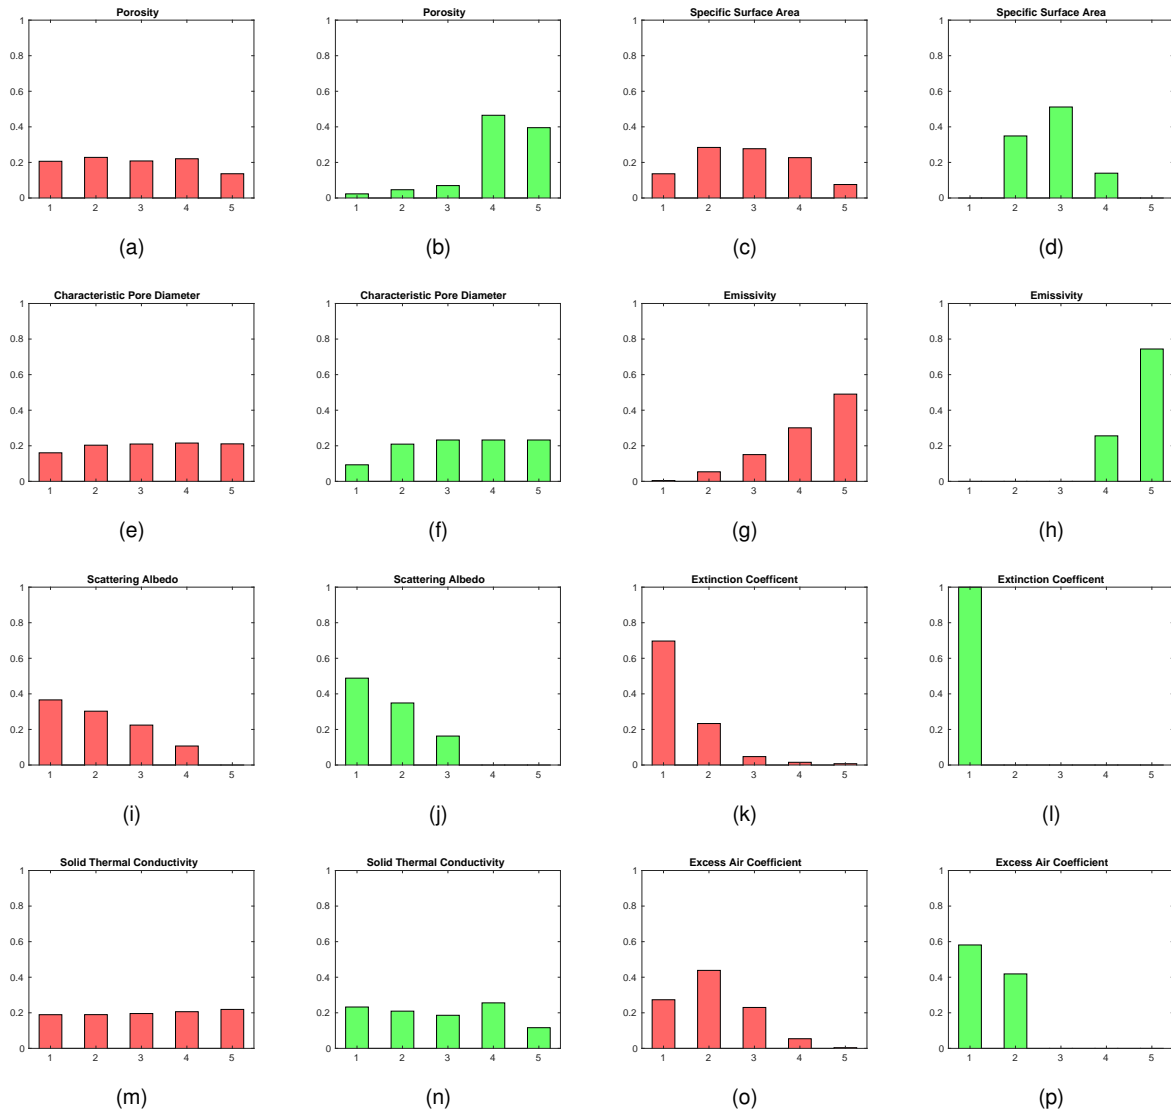 Porosity Porosity Specific Surface Area Specific Surface Area
1 1 1 1
0.8 0.8 0.8 0.8
0.6 0.6 0.6 0.6
0.4 0.4 0.4 0.4
0.2 0.2 0.2 0.2
0 0 0 0
1 2 3 4 5 1 2 3 4 5 1 2 3 4 5 1 2 3 4 5
(a) (b) (c) (d)
Characteristic Pore Diameter Characteristic Pore Diameter Emissivity Emissivity
1 1 1 1
0.8 0.8 0.8 0.8
0.6 0.6 0.6 0.6
0.4 0.4 0.4 0.4
0.2 0.2 0.2 0.2
0 0 0 0
1 2 3 4 5 1 2 3 4 5 1 2 3 4 5 1 2 3 4 5
(e) (f) (g) (h)
Scattering Albedo Scattering Albedo Extinction Coefficent Extinction Coefficent
1 1 1 1
0.8 0.8 0.8 0.8
0.6 0.6 0.6 0.6
0.4 0.4 0.4 0.4
0.2 0.2 0.2 0.2
0 0 0 0
1 2 3 4 5 1 2 3 4 5 1 2 3 4 5 1 2 3 4 5
(i) (j) (k) (l)
Solid Thermal Conductivity Solid Thermal Conductivity Excess Air Coefficient Excess Air Coefficient
1 1 1 1
0.8 0.8 0.8 0.8
0.6 0.6 0.6 0.6
0.4 0.4 0.4 0.4
0.2 0.2 0.2 0.2
0 0 0 0
1 2 3 4 5 1 2 3 4 5 1 2 3 4 5 1 2 3 4 5
(m) (n) (o) (p)